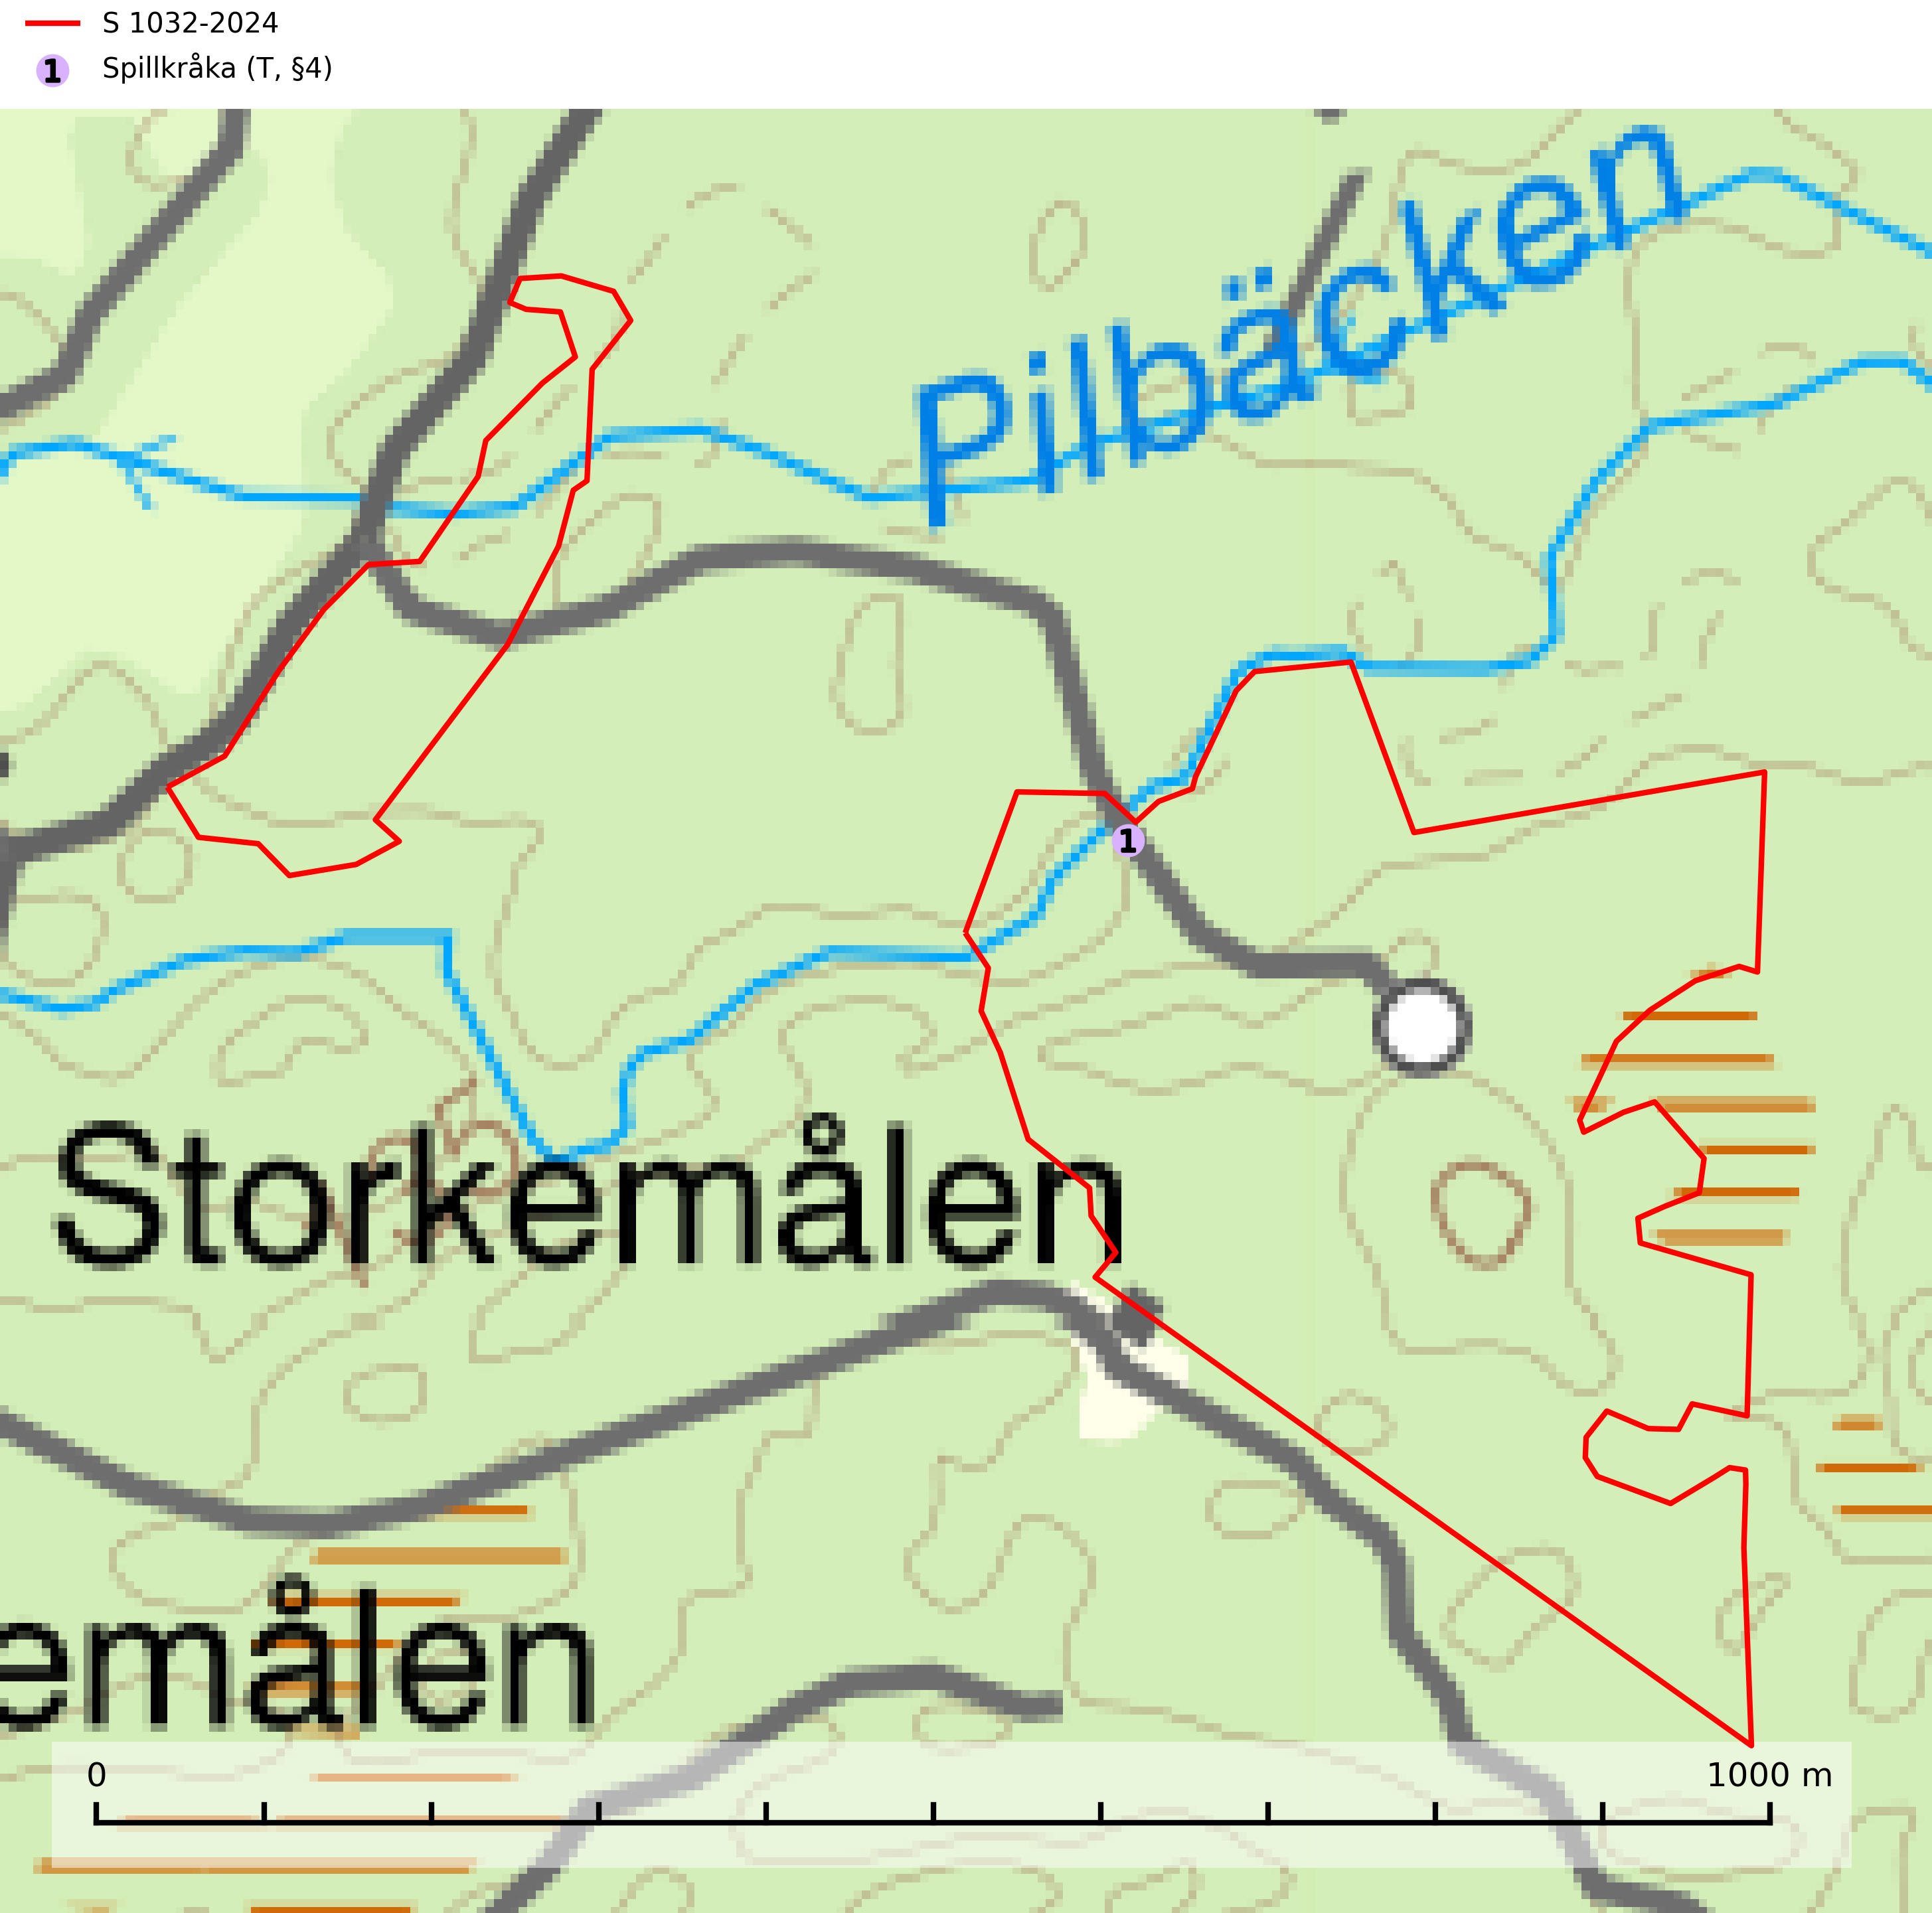 S 1032-2024
1 Spillkråka (T, §4)
Pilbäcken
1
Storkemålen
emålen
0 1000 m